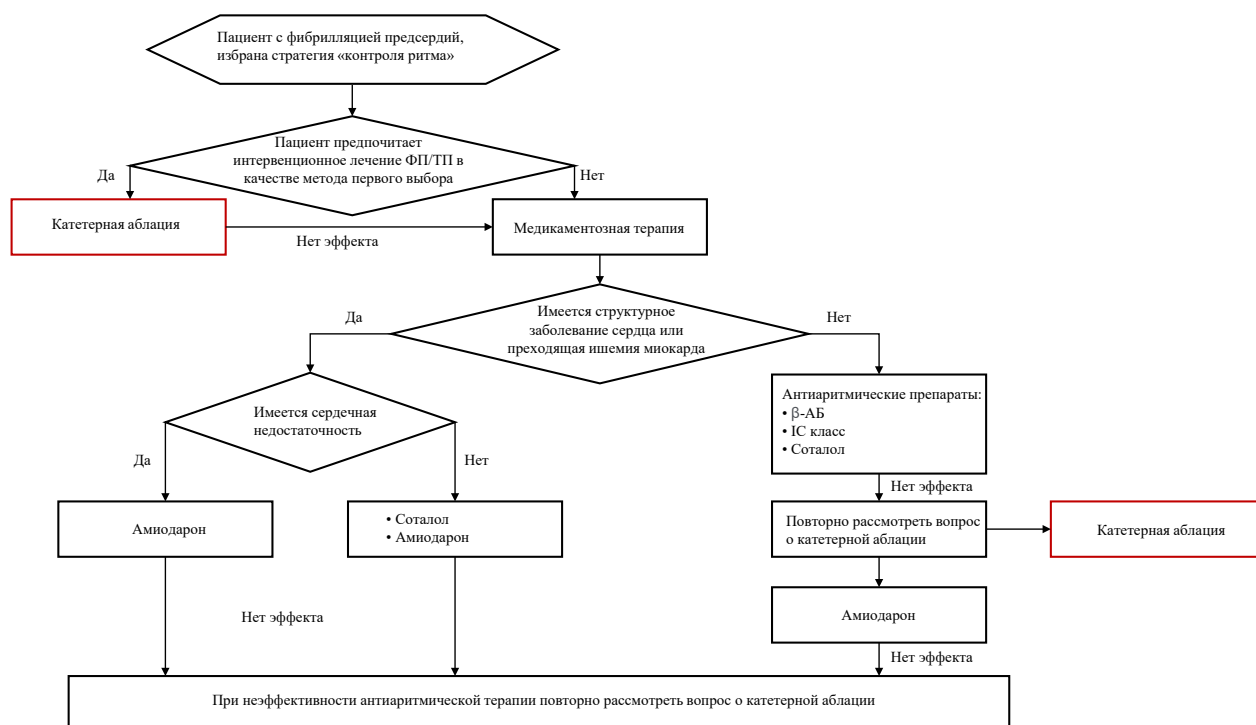 Пациент с фибрилляцией предсердий,
избрана стратегия «контроля ритма»
Пациент предпочитает
интервенционное лечение ФП/ТП в
качестве метода первого выбора
Да
Нет
Катетерная аблация
Нет эффекта
Медикаментозная терапия
Имеется структурное
заболевание сердца или
преходящая ишемия миокарда
Да
Нет
Имеется сердечная
недостаточность
Антиаритмические препараты:
• β-АБ
• IC класс
• Соталол
Да
Нет
Нет эффекта
Амиодарон
• Соталол
• Амиодарон
Повторно рассмотреть вопрос
о катетерной аблации
Катетерная аблация
Нет эффекта
Амиодарон
Нет эффекта
При неэффективности антиаритмической терапии повторно рассмотреть вопрос о катетерной аблации